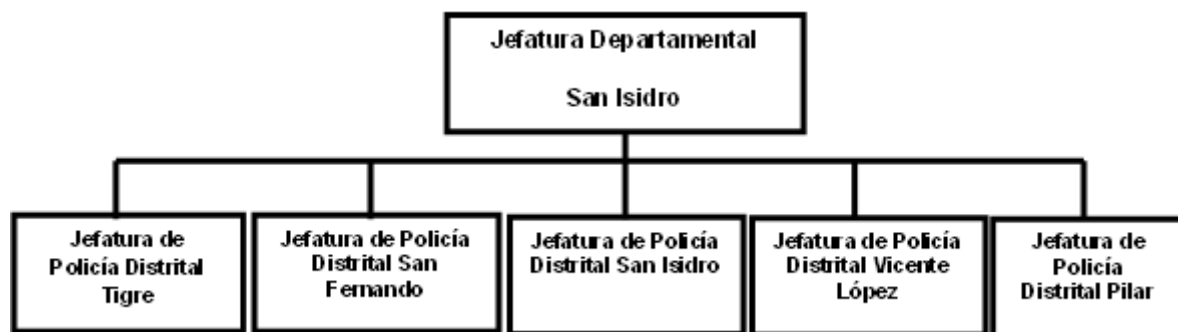 Jefatura Departamental
San Isidro
Jefatura de
Policía Distrital
Tigre
Jefatura de Policía
Distrital San
Fernando
Jefatura de Policía
Distrital San Isidro
Jefatura de Policía
Distrital Vicente
López
Jefatura de
Policía
Distrital Pilar